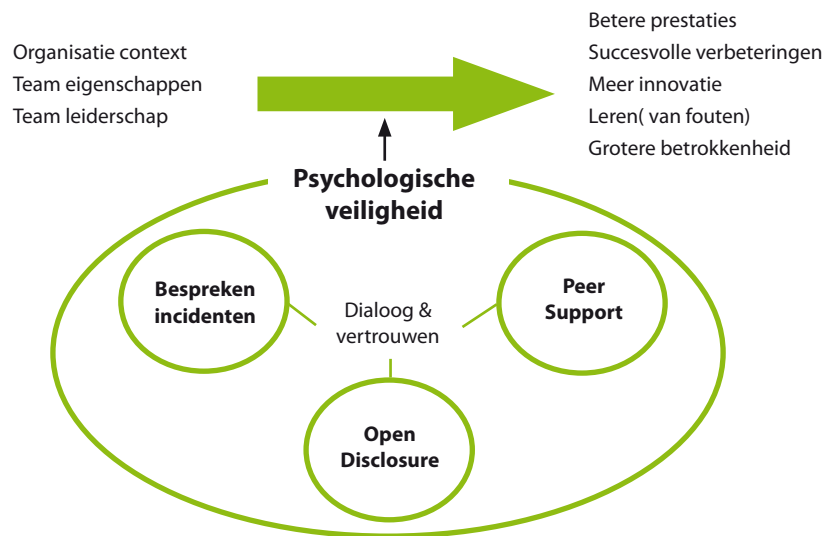 Organisatie context
Team eigenschappen
Team leiderschap
Betere prestaties
Succesvolle verbeteringen
Meer innovatie
Leren( van fouten)
Grotere betrokkenheid
Psychologische
veiligheid
Bespreken
incidenten
Dialoog &
vertrouwen
Peer
Support
Open
Disclosure